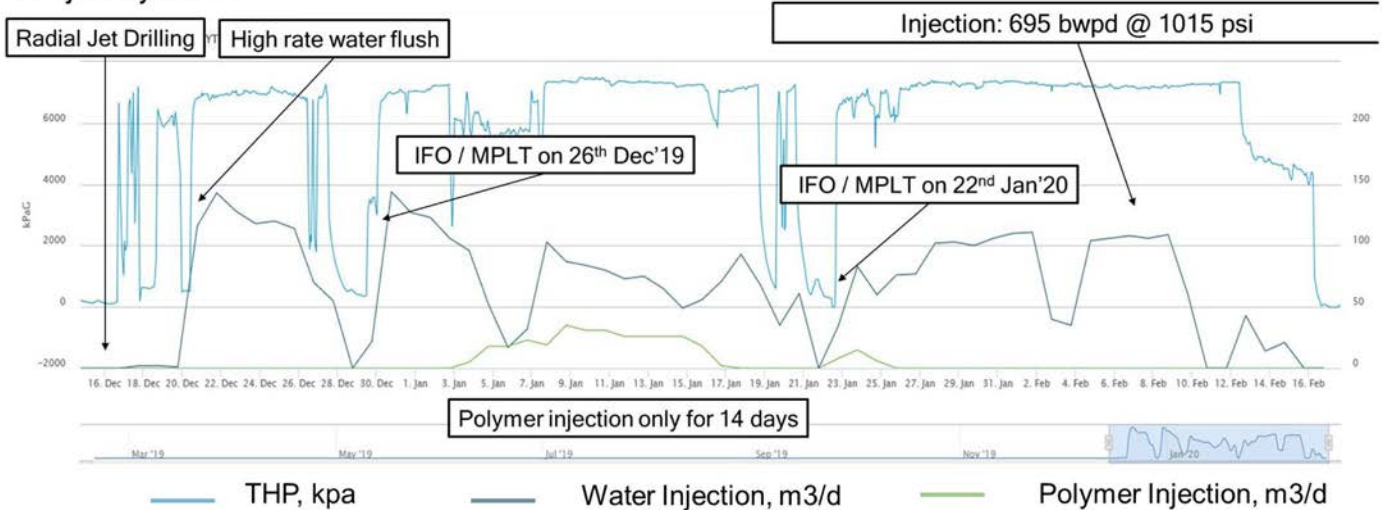 Radial Jet Drilling
High rate water flush
Injection: 695 bwpd @ 1015 psi
IFO / MPLT on 26th Dec'19
IFO / MPLT on 22nd Jan'20
kPaG
6000
4000
2000
0
-2000
200
150
100
50
0
16. Dec 18. Dec 20. Dec 22. Dec 24. Dec 26. Dec 28. Dec 30. Dec 1. Jan 3. Jan 5. Jan 7. Jan 9. Jan 11. Jan 13. Jan 15. Jan 17. Jan 19. Jan 21. Jan 23. Jan 25. Jan 27. Jan 29. Jan 31. Jan 2. Feb 4. Feb 6. Feb 8. Feb 10. Feb 12. Feb 14. Feb 16. Feb
Polymer injection only for 14 days
Mar '19 May '19 Jul '19 Sep '19 Nov '19 Jan '20
THP, kpa Water Injection, m3/d Polymer Injection, m3/d